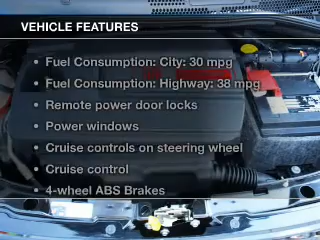 VEHICLE FEATURES
• Fuel Consumption: City: 30 mpg
• Fuel Consumption: Highway: 38 mpg
• Remote power door locks
• Power windows
• Cruise controls on steering wheel
• Cruise control
• 4-wheel ABS Brakes